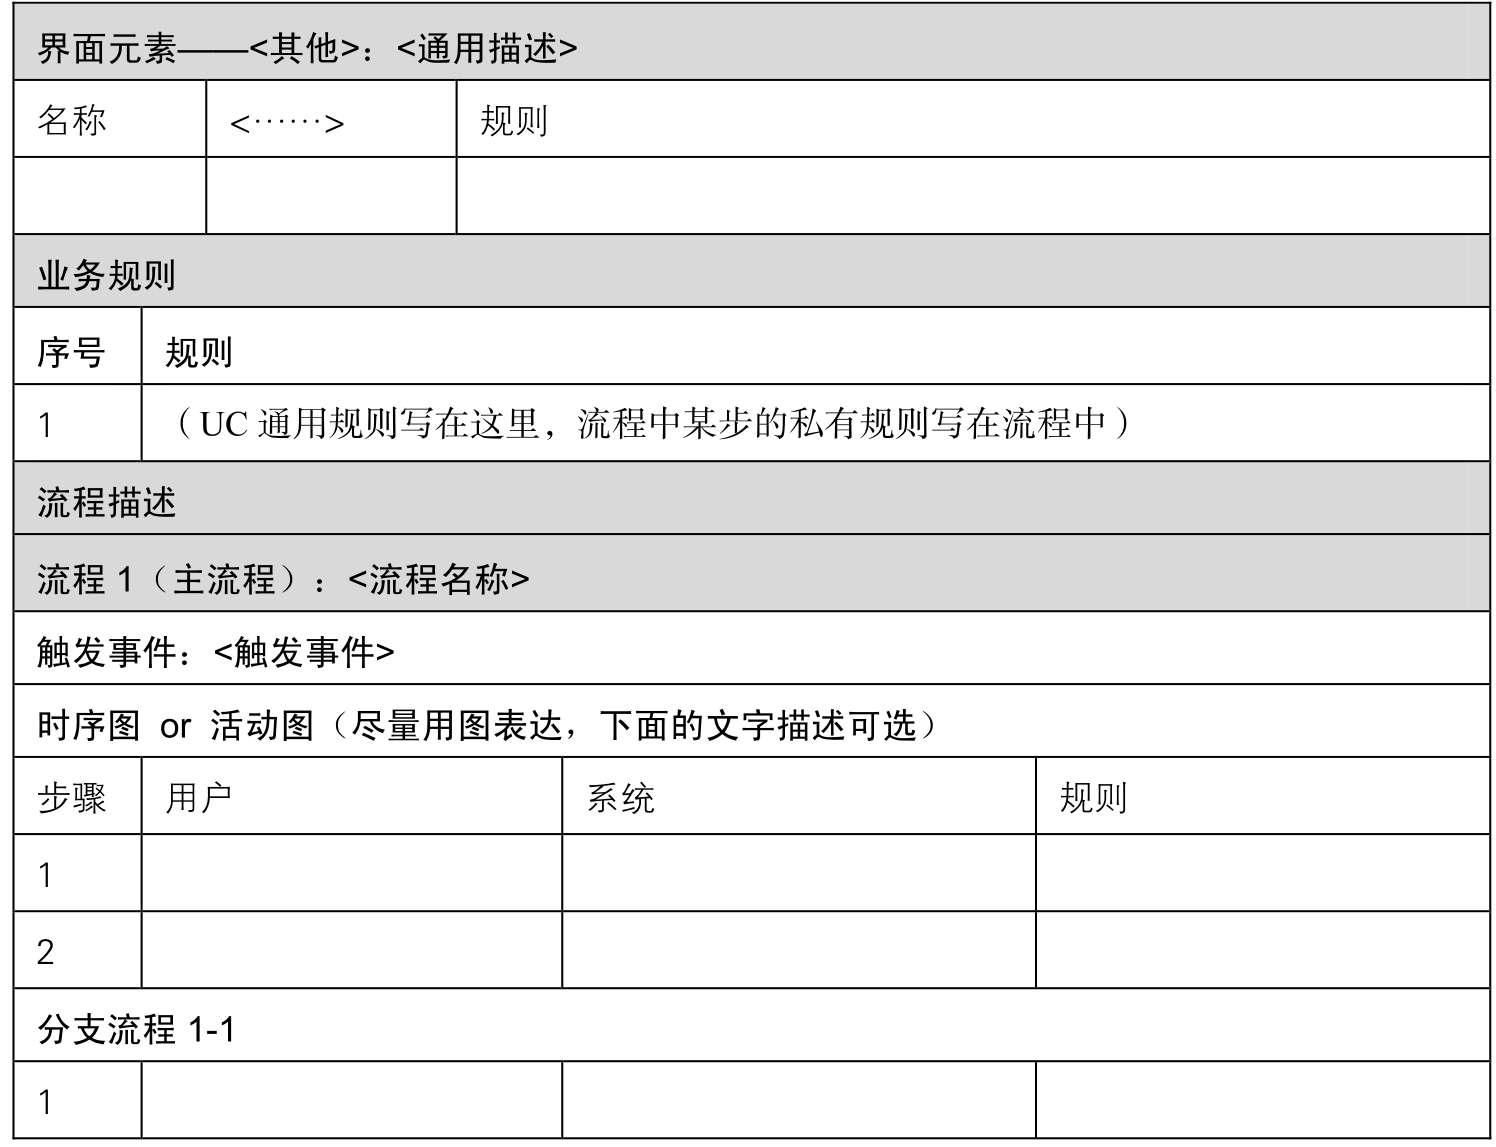 界面元素——<其他>：<通用描述>
名称 <······> 规则
业务规则
序号 规则
1 （UC 通用规则写在这里，流程中某步的私有规则写在流程中）
流程描述
流程 1（主流程）：<流程名称>
触发事件：<触发事件>
时序图 or 活动图（尽量用图表达，下面的文字描述可选）
步骤 用户 系统 规则
1
2
分支流程 1-1
1